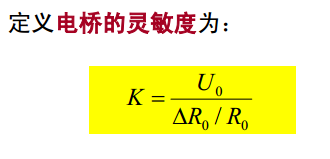 定义电桥的灵敏度为：
K = U₀ / (ΔR₀ / R₀)